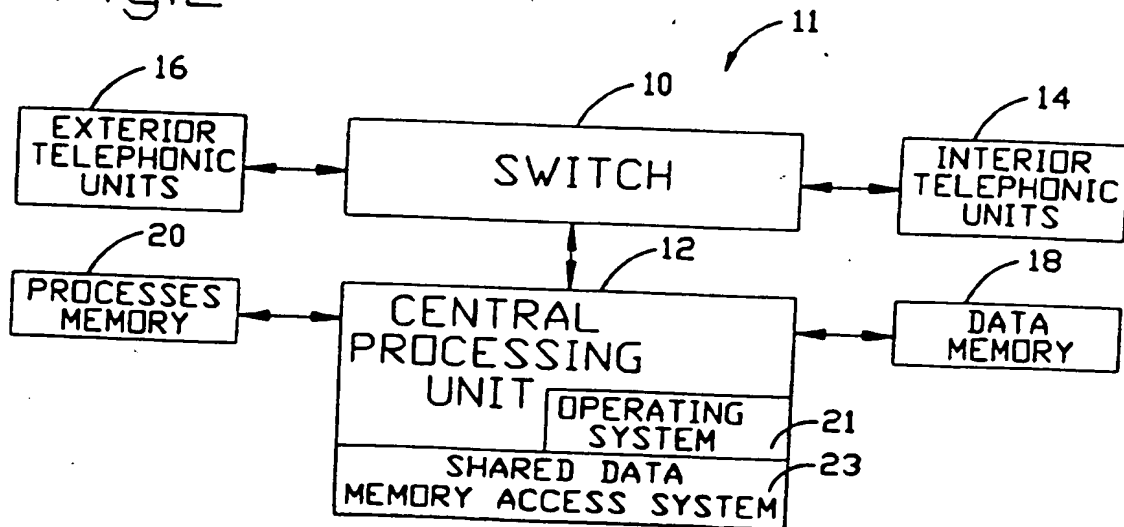 11
16
10
14
EXTERIOR
TELEPHONIC
UNITS
SWITCH
INTERIOR
TELEPHONIC
UNITS
20
12
18
PROCESSES
MEMORY
CENTRAL
PROCESSING
UNIT
DATA
MEMORY
OPERATING
SYSTEM
21
SHARED DATA
MEMORY ACCESS SYSTEM
23